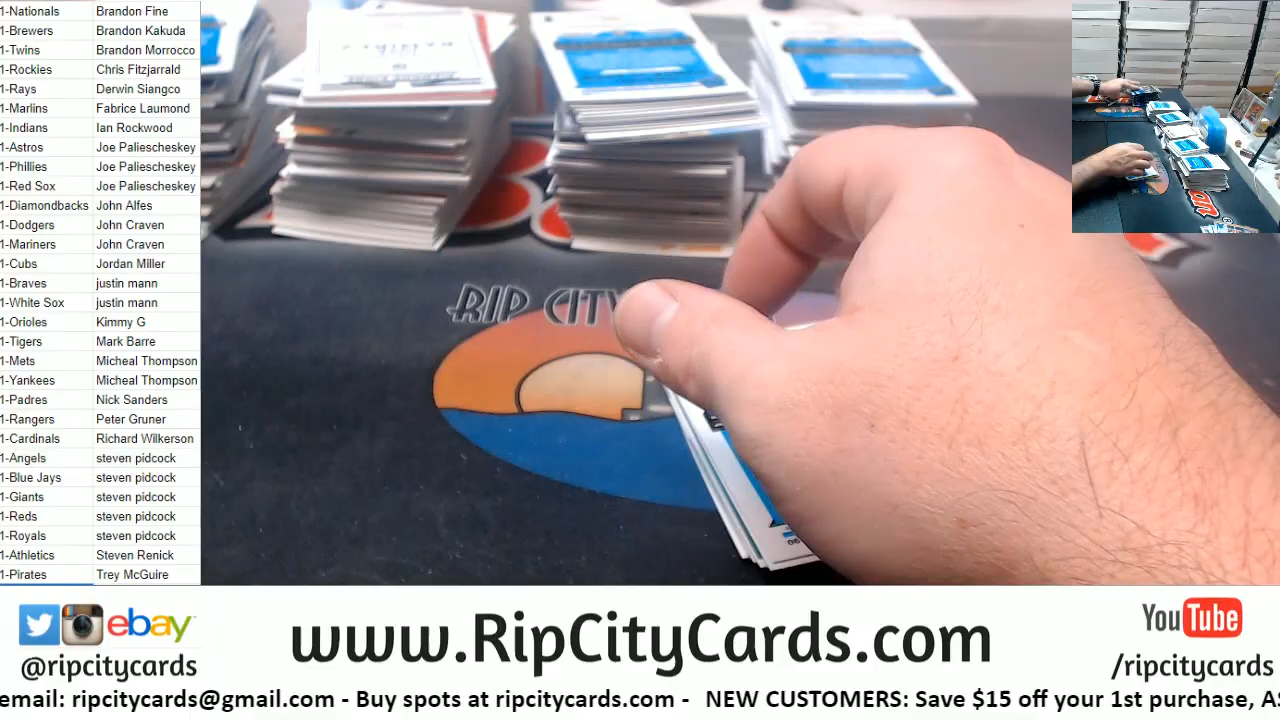 1-Nationals Brandon Fine
1-Brewers Brandon Kakuda
1-Twins Brandon Morrocco
1-Rockies Chris Fitzjarrald
1-Rays Derwin Siangco
1-Marlins Fabrice Laumond
1-Indians Ian Rockwood
1-Astros Joe Paliescheskey
1-Phillies Joe Paliescheskey
1-Red Sox Joe Paliescheskey
1-Diamondbacks John Alfes
1-Dodgers John Craven
1-Mariners John Craven
1-Cubs Jordan Miller
1-Braves justin mann
1-White Sox justin mann
1-Orioles Kimmy G
1-Tigers Mark Barre
1-Mets Micheal Thompson
1-Yankees Micheal Thompson
1-Padres Nick Sanders
1-Rangers Peter Gruner
1-Cardinals Richard Wilkerson
1-Angels steven pidcock
1-Blue Jays steven pidcock
1-Giants steven pidcock
1-Reds steven pidcock
1-Royals steven pidcock
1-Athletics Steven Renick
1-Pirates Trey McGuire
RIP CITY
ebay
@ripcitycards
www.RipCityCards.com
YouTube
/ripcitycards
email: ripcitycards@gmail.com - Buy spots at ripcitycards.com - NEW CUSTOMERS: Save $15 off your 1st purchase,